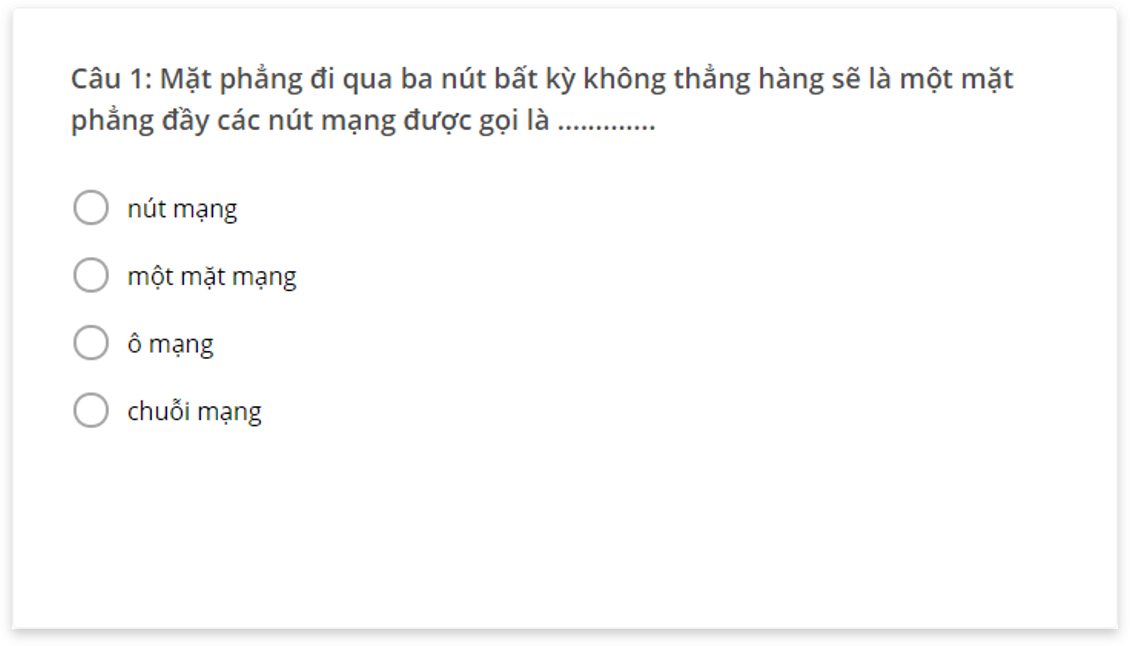 Câu 1: Mặt phẳng đi qua ba nút bất kỳ không thẳng hàng sẽ là một mặt
phẳng đầy các nút mạng được gọi là .............
nút mạng
một mặt mạng
ô mạng
chuỗi mạng